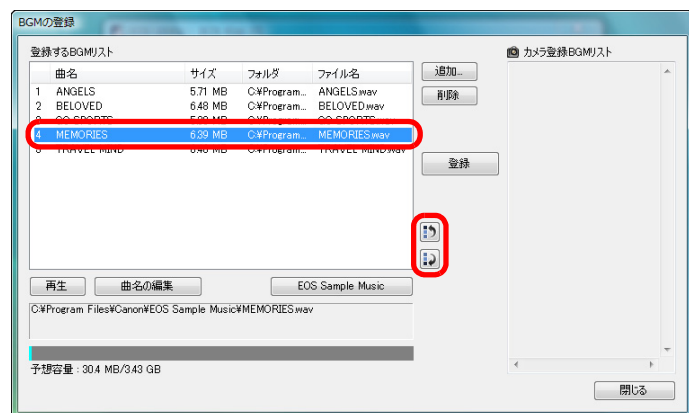 BGMの登録
登録するBGMリスト
曲名 サイズ フォルダ ファイル名
1 ANGELS 5.71 MB C:¥Program... ANGELS.wav
2 BELOVED 6.48 MB C:¥Program... BELOVED.wav
4 MEMORIES 6.39 MB C:¥Program... MEMORIES.wav
追加...
削除
登録
カメラ登録BGMリスト
再生 曲名の編集 EOS Sample Music
C:¥Program Files¥Canon¥EOS Sample Music¥MEMORIES.wav
予想容量 : 30.4 MB/3.43 GB
閉じる